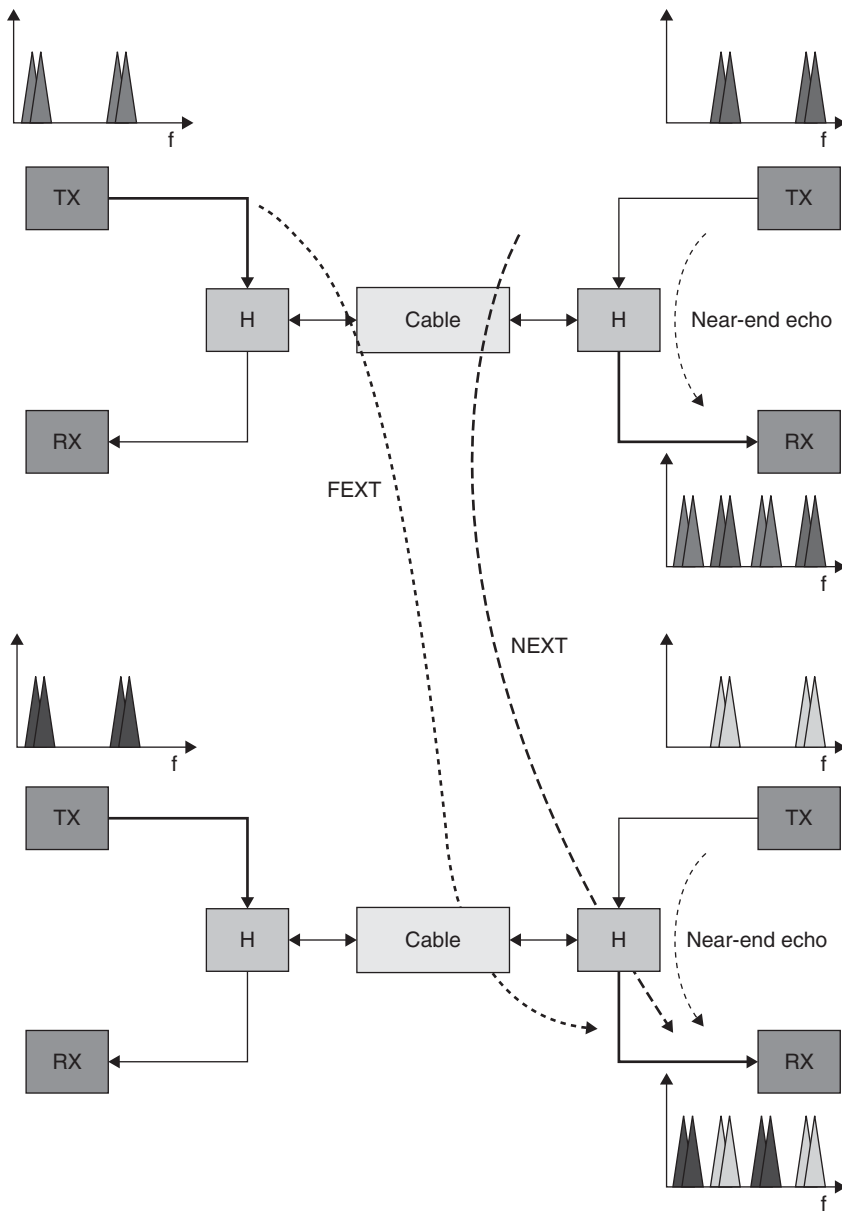 f
f
TX
TX
H
Cable
H
Near-end echo
RX
RX
FEXT
f
NEXT
f
f
TX
TX
H
Cable
H
Near-end echo
RX
RX
f